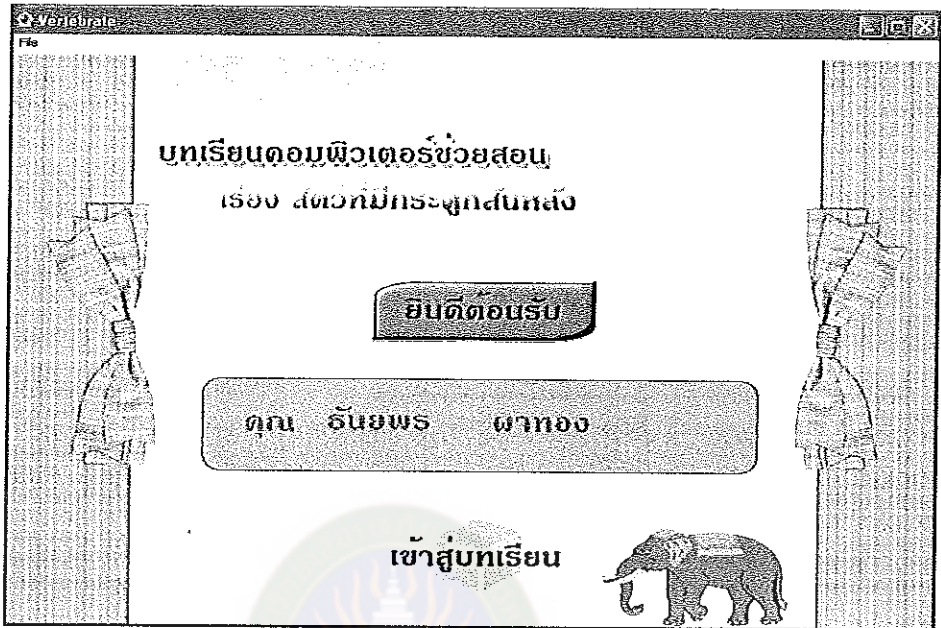 Vertebrate
File
บทเรียนคอมพิวเตอร์ช่วยสอน
เรื่อง สัตว์ที่มีกระดูกสันหลัง
ยินดีต้อนรับ
คุณ ธันยพร ผาทอง
เข้าสู่บทเรียน